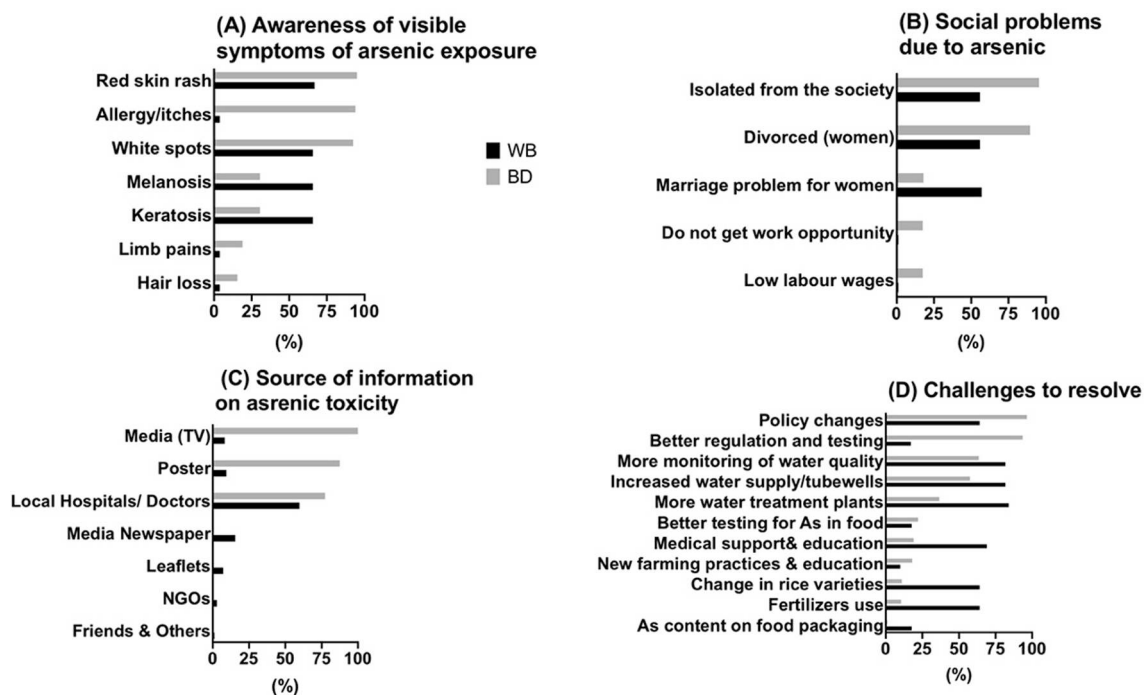 (A) Awareness of visible
symptoms of arsenic exposure
Red skin rash
Allergy/itches
White spots
Melanosis
Keratosis
Limb pains
Hair loss
0 25 50 75 100
(%)
WB
BD
(B) Social problems
due to arsenic
Isolated from the society
Divorced (women)
Marriage problem for women
Do not get work opportunity
Low labour wages
0 25 50 75 100
(%)
(C) Source of information
on asrenic toxicity
Media (TV)
Poster
Local Hospitals/ Doctors
Media Newspaper
Leaflets
NGOs
Friends & Others
0 25 50 75 100
(%)
(D) Challenges to resolve
Policy changes
Better regulation and testing
More monitoring of water quality
Increased water supply/tubewells
More water treatment plants
Better testing for As in food
Medical support& education
New farming practices & education
Change in rice varieties
Fertilizers use
As content on food packaging
0 25 50 75 100
(%)